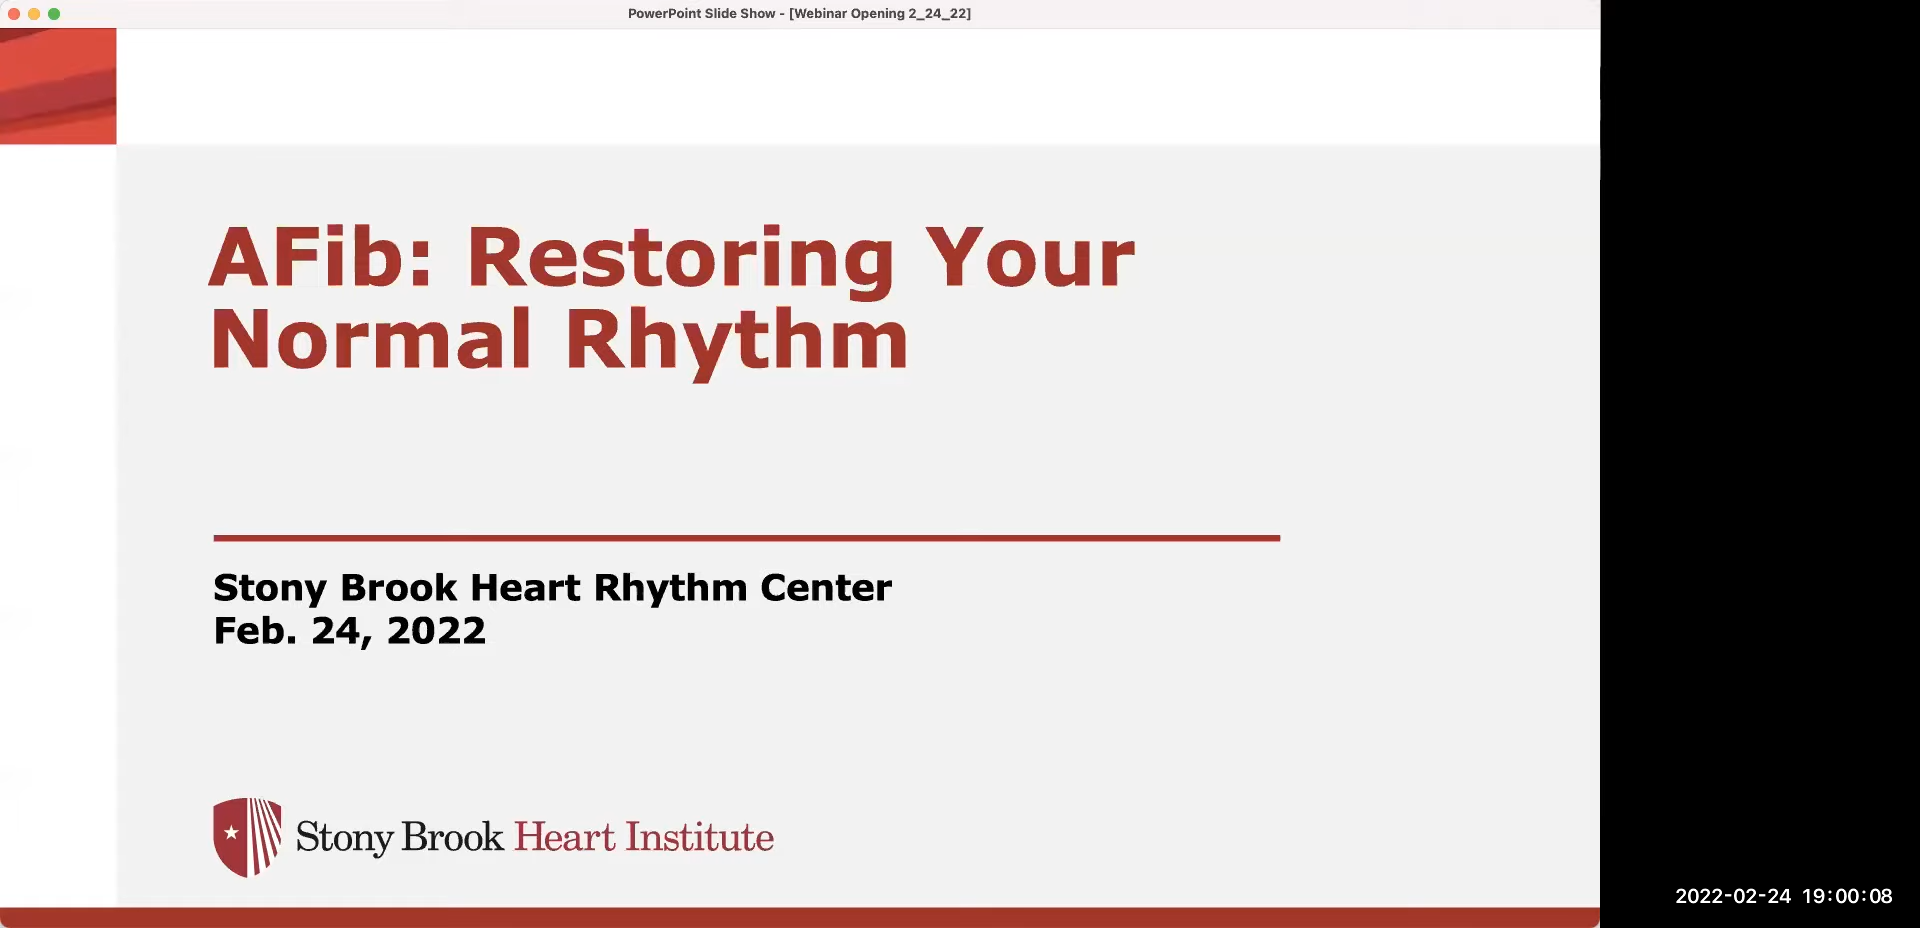 PowerPoint Slide Show - [Webinar Opening 2_24_22]
AFib: Restoring Your
Normal Rhythm
Stony Brook Heart Rhythm Center
Feb. 24, 2022
Stony Brook Heart Institute
2022-02-24 19:00:08